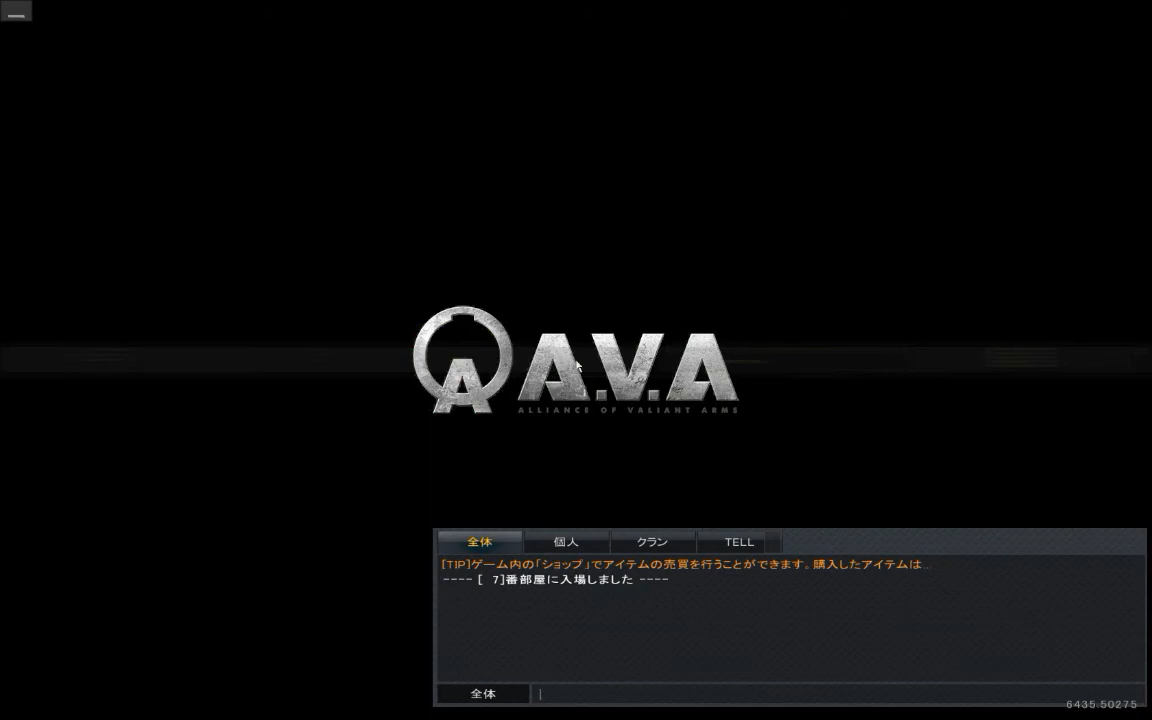 A.V.A
ALLIANCE OF VALIANT ARMS
全体 個人 クラン TELL
[TIP]ゲーム内の「ショップ」でアイテムの売買を行うことができます。購入したアイテムは...
---- [ 7]番部屋に入場しました ----
全体
6435.50275